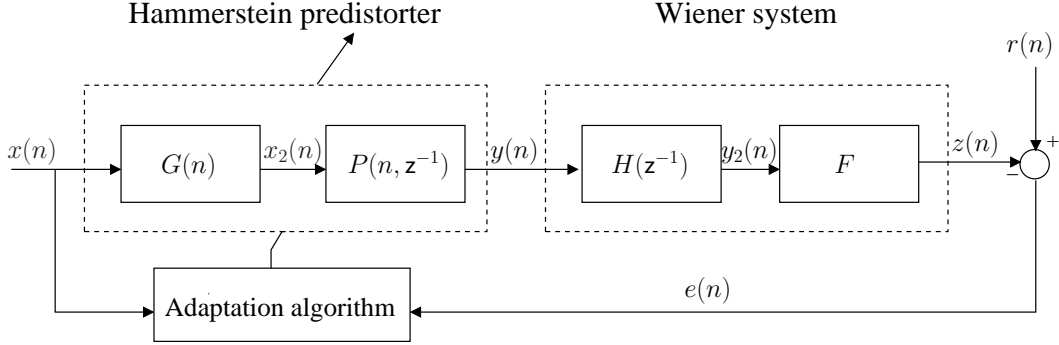 Hammerstein predistorter
Wiener system
r(n)
x(n)
G(n)
x₂(n)
P(n, z⁻¹)
y(n)
H(z⁻¹)
y₂(n)
F
z(n)
+
−
Adaptation algorithm
e(n)